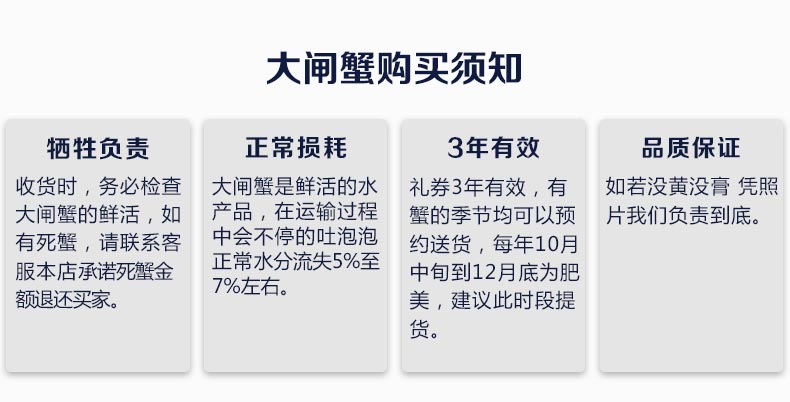 大闸蟹购买须知
牺牲负责
收货时，务必检查
大闸蟹的鲜活，如
有死蟹，请联系客
服本店承诺死蟹金
额退还买家。
正常损耗
大闸蟹是鲜活的水
产品，在运输过程
中会不停的吐泡泡
正常水分流失5%至
7%左右。
3年有效
礼券3年有效，有
蟹的季节均可以预
约送货，每年10月
中旬到12月底为肥
美，建议此时段提
货。
品质保证
如若没黄没膏 凭照
片我们负责到底。